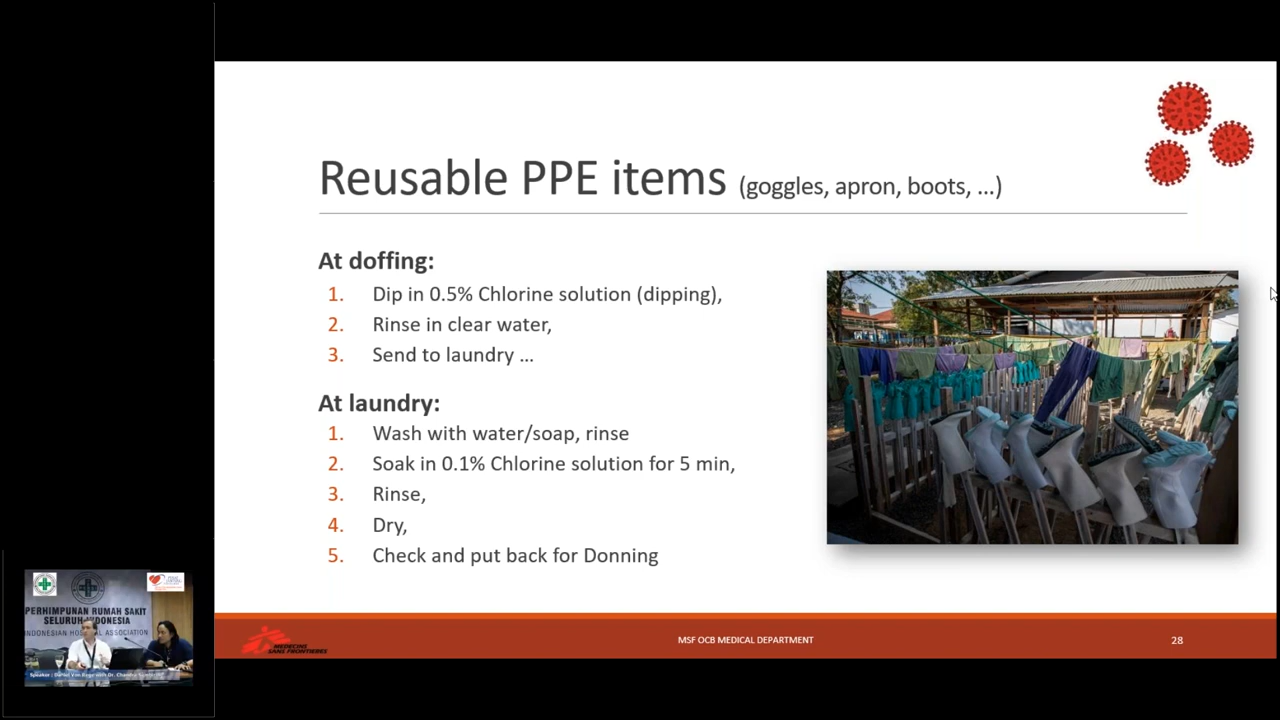 Reusable PPE items (goggles, apron, boots, ...)
At doffing:
1. Dip in 0.5% Chlorine solution (dipping),
2. Rinse in clear water,
3. Send to laundry ...
At laundry:
1. Wash with water/soap, rinse
2. Soak in 0.1% Chlorine solution for 5 min,
3. Rinse,
4. Dry,
5. Check and put back for Donning
PERHIMPUNAN RUMAH SAKIT
SELURUH INDONESIA
INDONESIAN HOSPITAL ASSOCIATION
MEDECINS
SANS FRONTIERES
MSF OCB MEDICAL DEPARTMENT
28